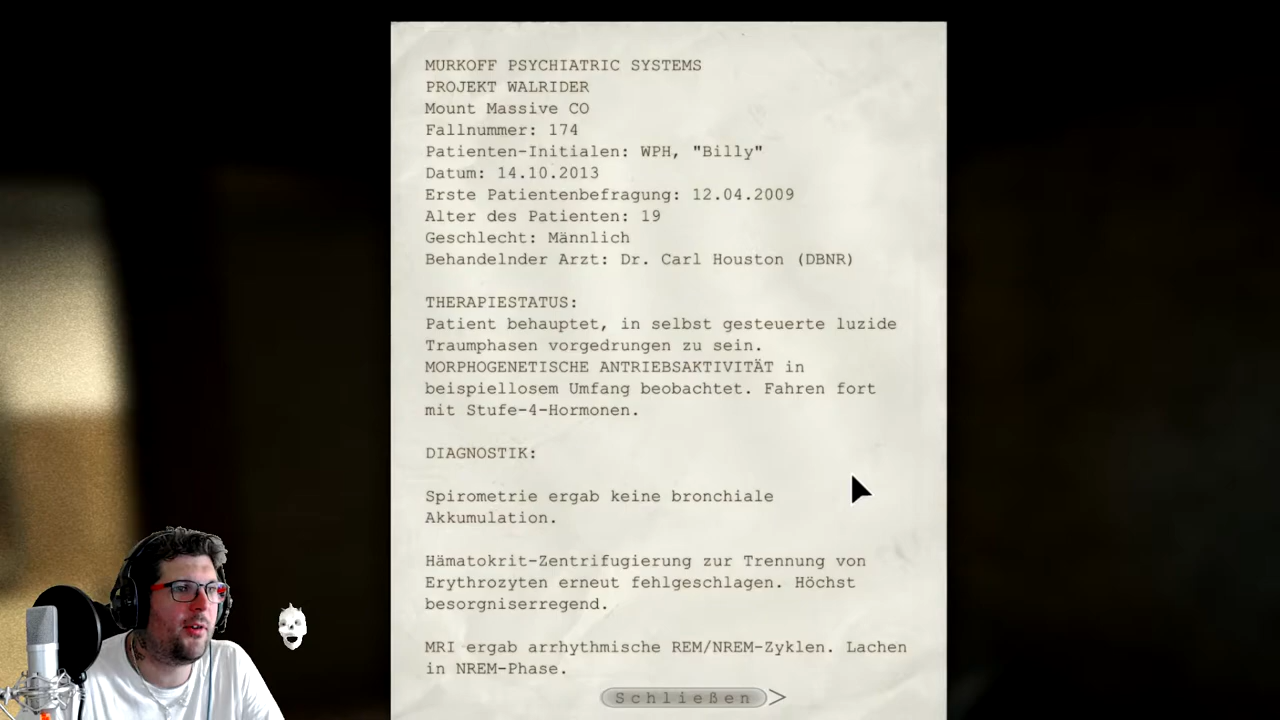 MURKOFF PSYCHIATRIC SYSTEMS
PROJEKT WALRIDER
Mount Massive CO
Fallnummer: 174
Patienten-Initialen: WPH, "Billy"
Datum: 14.10.2013
Erste Patientenbefragung: 12.04.2009
Alter des Patienten: 19
Geschlecht: Männlich
Behandelnder Arzt: Dr. Carl Houston (DBNR)
THERAPIESTATUS:
Patient behauptet, in selbst gesteuerte luzide
Traumphasen vorgedrungen zu sein.
MORPHOGENETISCHE ANTRIEBSAKTIVITÄT in
beispiellosem Umfang beobachtet. Fahren fort
mit Stufe-4-Hormonen.
DIAGNOSTIK:
Spirometrie ergab keine bronchiale
Akkumulation.
Hämatokrit-Zentrifugierung zur Trennung von
Erythrozyten erneut fehlgeschlagen. Höchst
besorgniserregend.
MRI ergab arrhythmische REM/NREM-Zyklen. Lachen
in NREM-Phase.
Schließen >